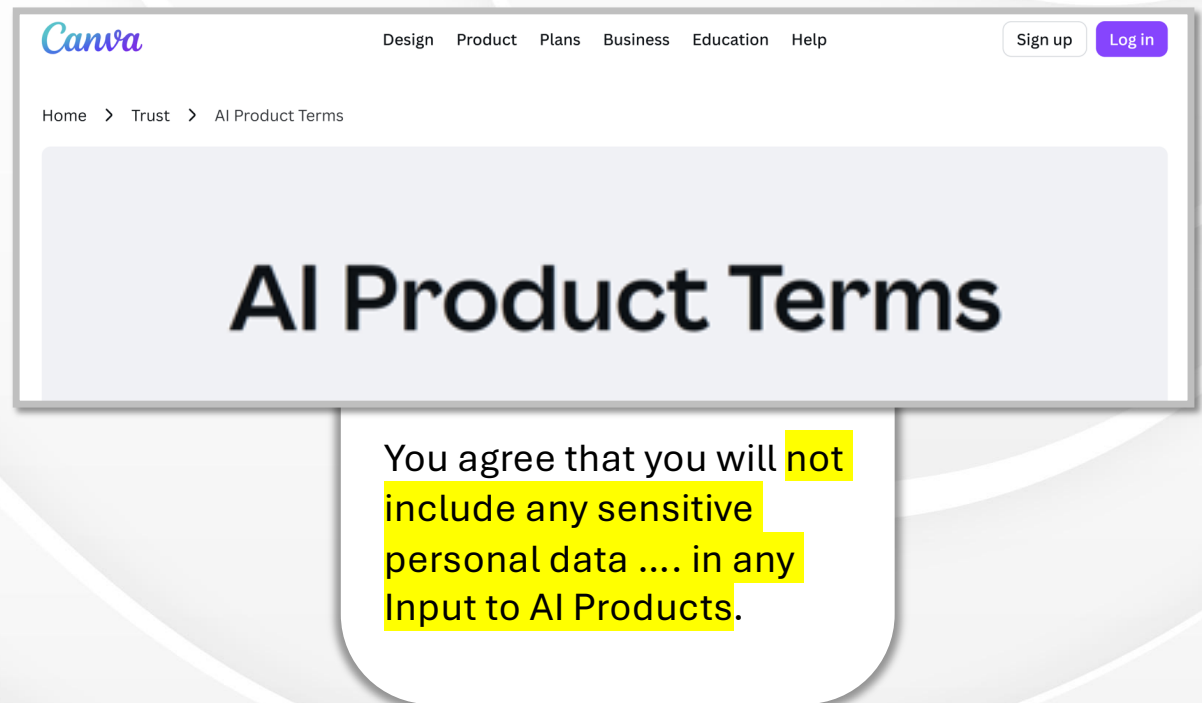 Canva Design Product Plans Business Education Help Sign up Log in
Home > Trust > AI Product Terms
AI Product Terms
You agree that you will not
include any sensitive
personal data .... in any
Input to AI Products.